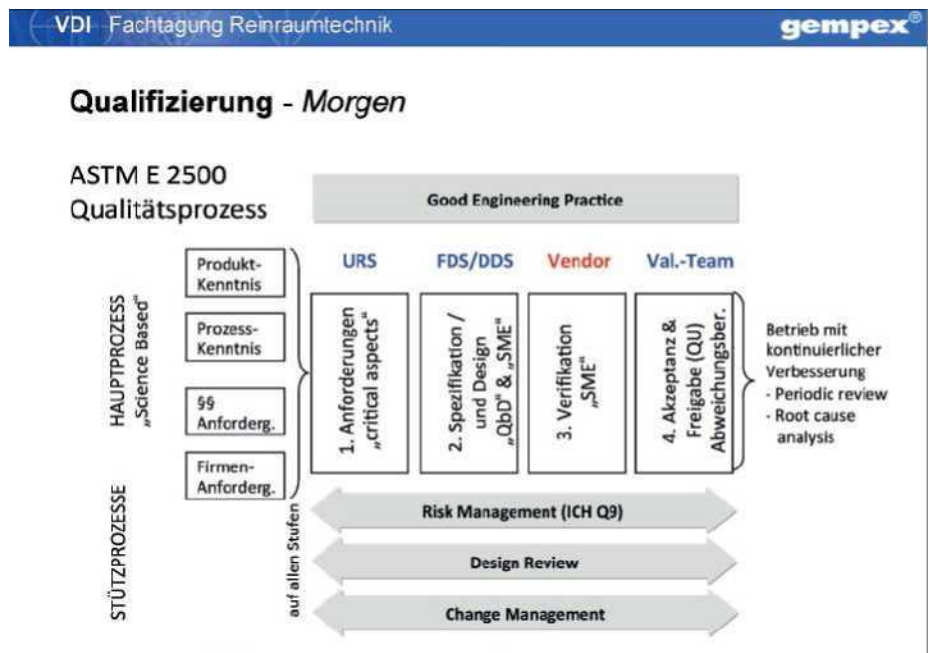 VDI Fachtagung Reinraumtechnik
gempex®
Qualifizierung - Morgen
ASTM E 2500
Qualitätsprozess
Good Engineering Practice
HAUPTPROZESS
„Science Based"
Produkt-
Kenntnis
Prozess-
Kenntnis
§§
Anforderg.
Firmen-
Anforderg.
auf allen Stufen
URS
1. Anforderungen
„critical aspects"
FDS/DDS
2. Spezifikation /
und Design
„QbD" & „SME"
Vendor
3. Verifikation
„SME"
Val.-Team
4. Akzeptanz &
Freigabe (QU)
Abweichungsber.
Betrieb mit
kontinuierlicher
Verbesserung
- Periodic review
- Root cause
analysis
STÜTZPROZESSE
Risk Management (ICH Q9)
Design Review
Change Management